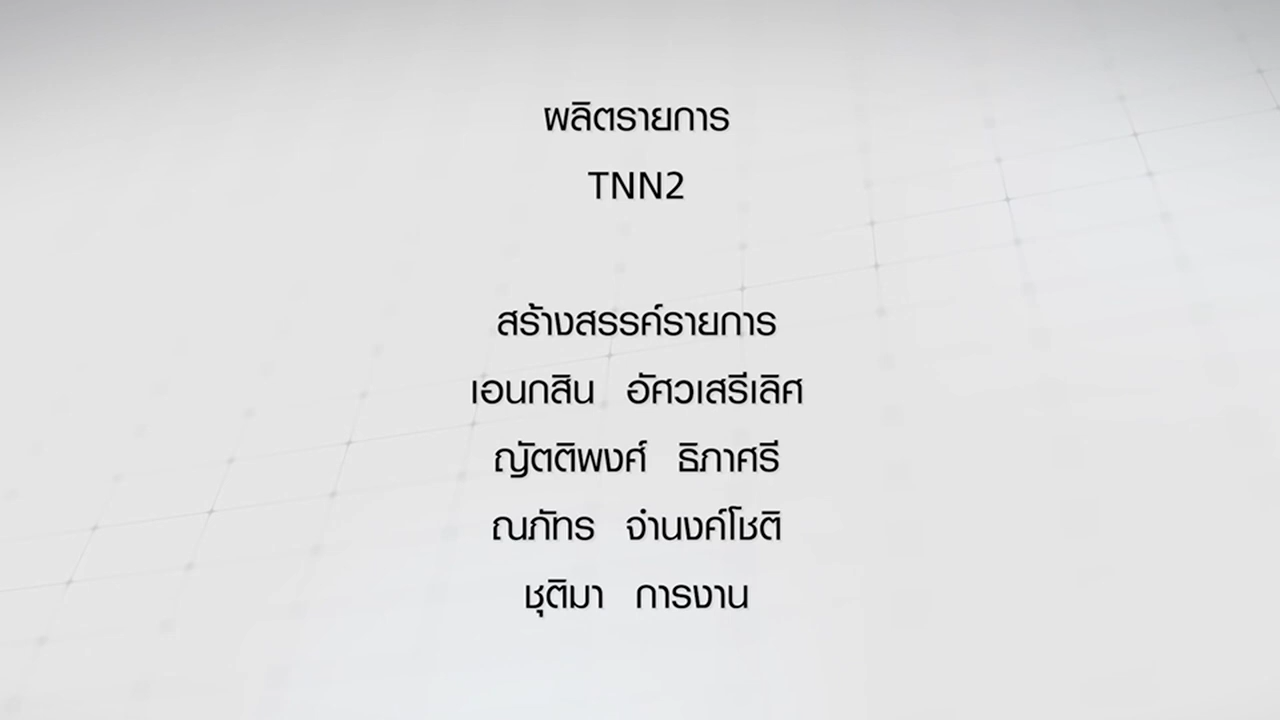 ผลิตรายการ
TNN2
สร้างสรรค์รายการ
เอนกสิน อัศวเสรีเลิศ
ญัตติพงศ์ ธิภาศรี
ณภัทร จำนงค์โชติ
ชุติมา การงาน